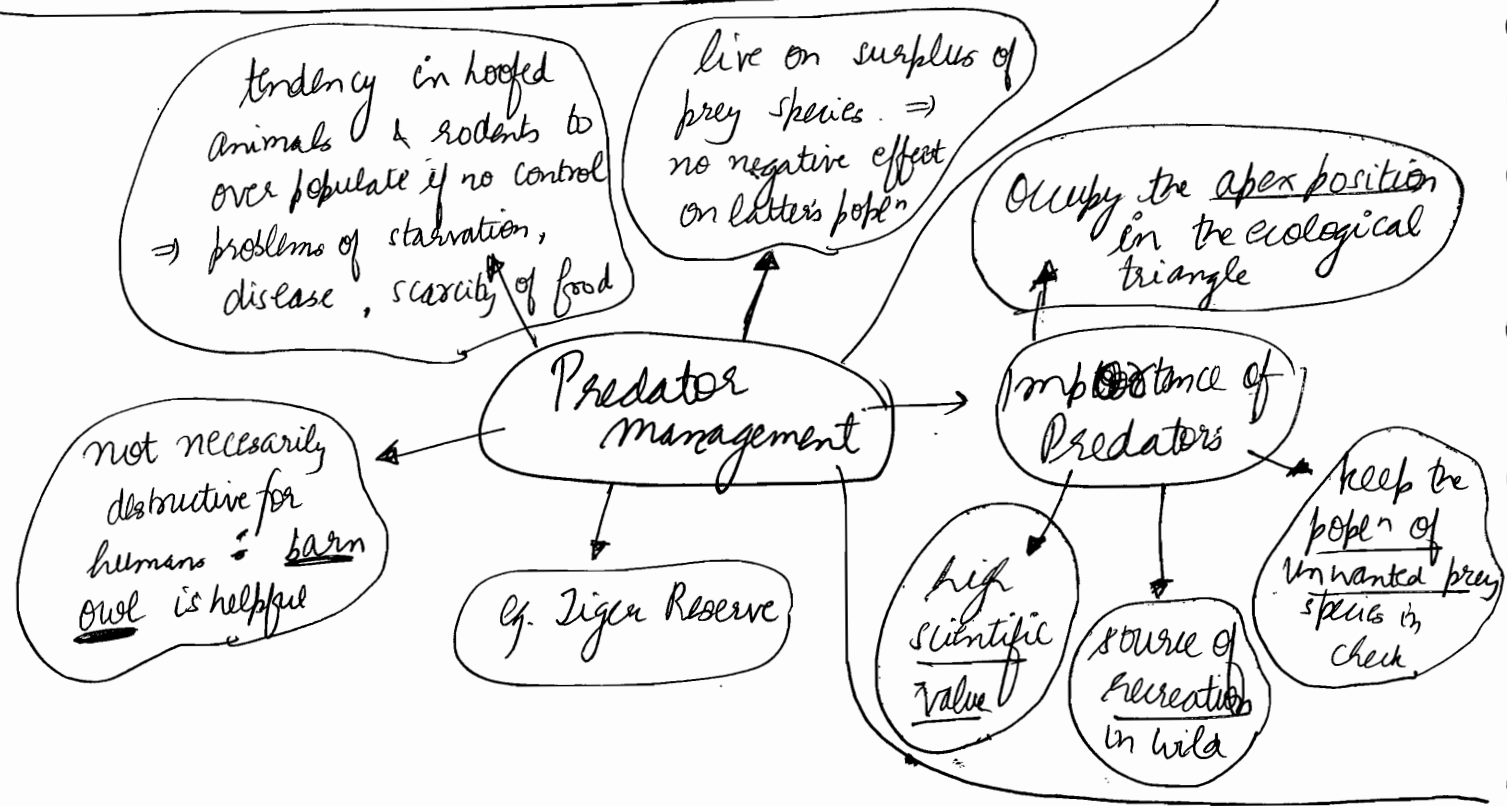 tendency in hoofed
animals & rodents to
over populate if no control
⇒ problems of starvation,
disease, scarcity of food
live on surplus of
prey species. ⇒
no negative effect
on latter's popeⁿ
occupy the apex position
in the ecological
triangle
Predator
Management
Importance of
Predators
not necesarily
destructive for
humans : barn
owl is helpful
eg. Tiger Reserve
high
scientific
value
source of
recreation
in wild
keep the
popeⁿ of
unwanted prey
species in
check.